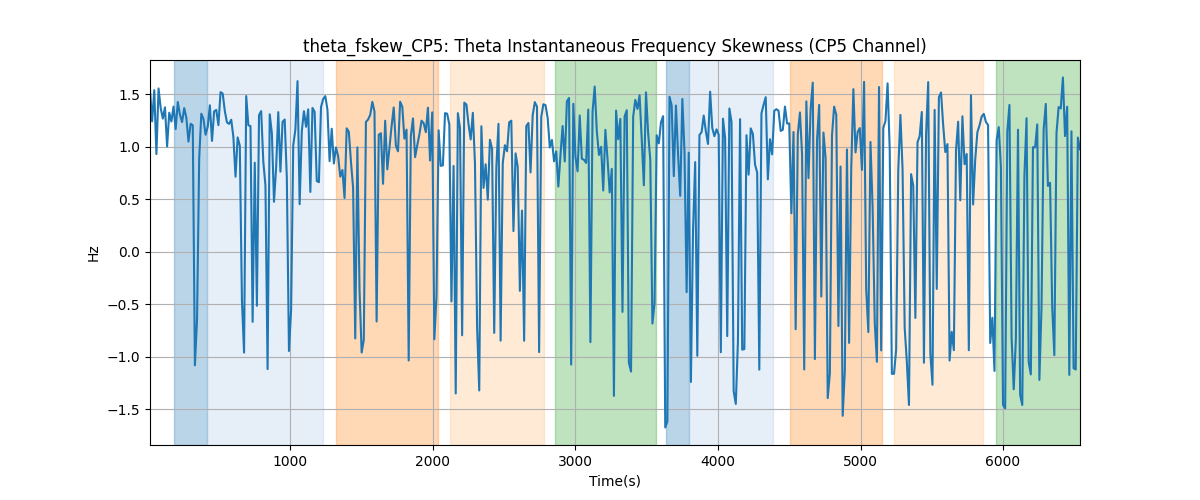 theta_fskew_CP5: Theta Instantaneous Frequency Skewness (CP5 Channel)
1.5
1.0
0.5
0.0
−0.5
−1.0
−1.5
Hz
1000 2000 3000 4000 5000 6000
Time(s)